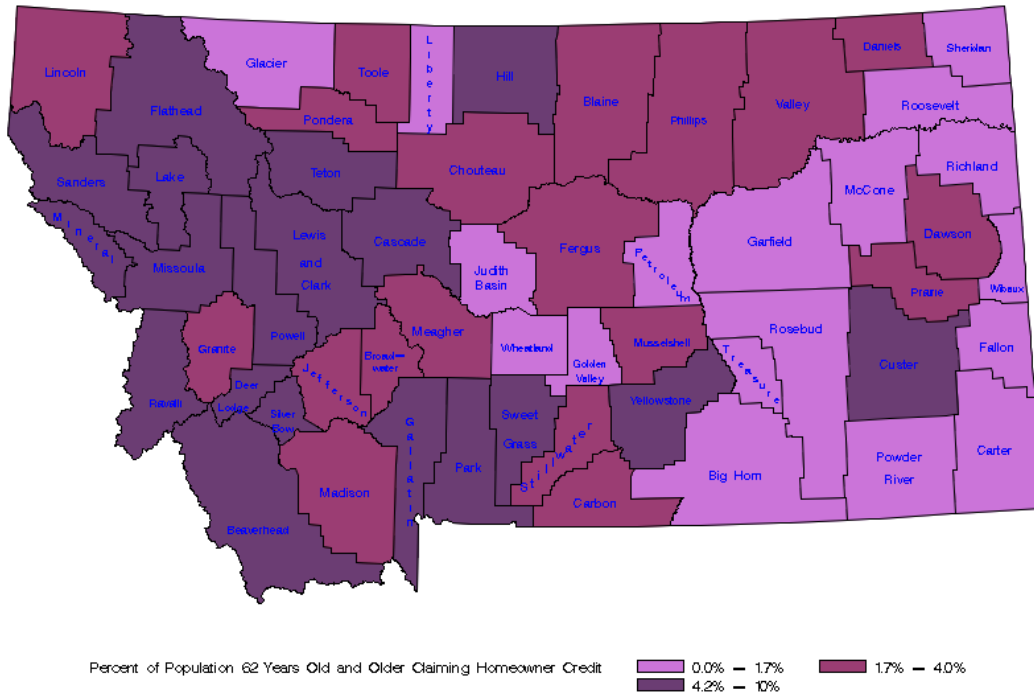 Lincoln
Flathead
Glacier
Toole
Liberty
Hill
Blaine
Phillips
Valley
Daniels
Sheridan
Roosevelt
Pondera
Chouteau
Teton
Sanders
Lake
Mineral
Missoula
Lewis
and
Clark
Cascade
Judith
Basin
Fergus
Petroleum
Garfield
McCone
Richland
Dawson
Wibaux
Prarie
Powell
Granite
Meagher
Broad-
water
Jefferson
Wheatland
Golden
Valley
Musselshell
Rosebud
Treasure
Custer
Fallon
Ravalli
Deer
Lodge
Silver
Bow
Gallatin
Park
Sweet
Grass
Stillwater
Yellowstone
Big Horn
Powder
River
Carter
Carbon
Madison
Beaverhead
Percent of Population 62 Years Old and Older Claiming Homeowner Credit
0.0% - 1.7%
1.7% - 4.0%
4.2% - 10%